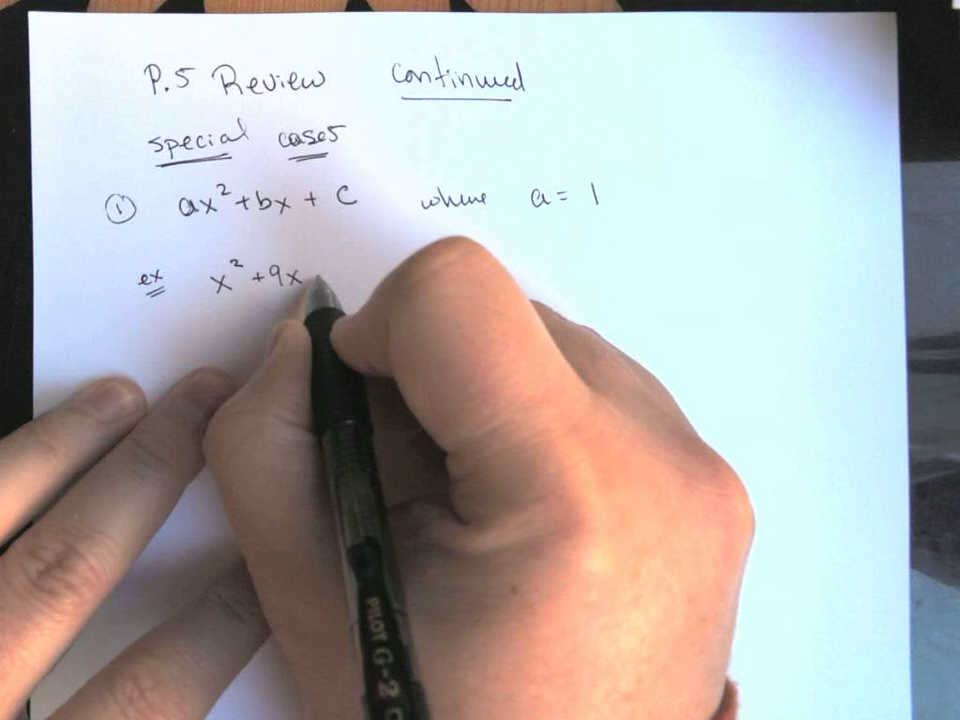 P.5 Review continued
special cases
① ax² + bx + c where a = 1
ex x² + 9x
PILOT G-2